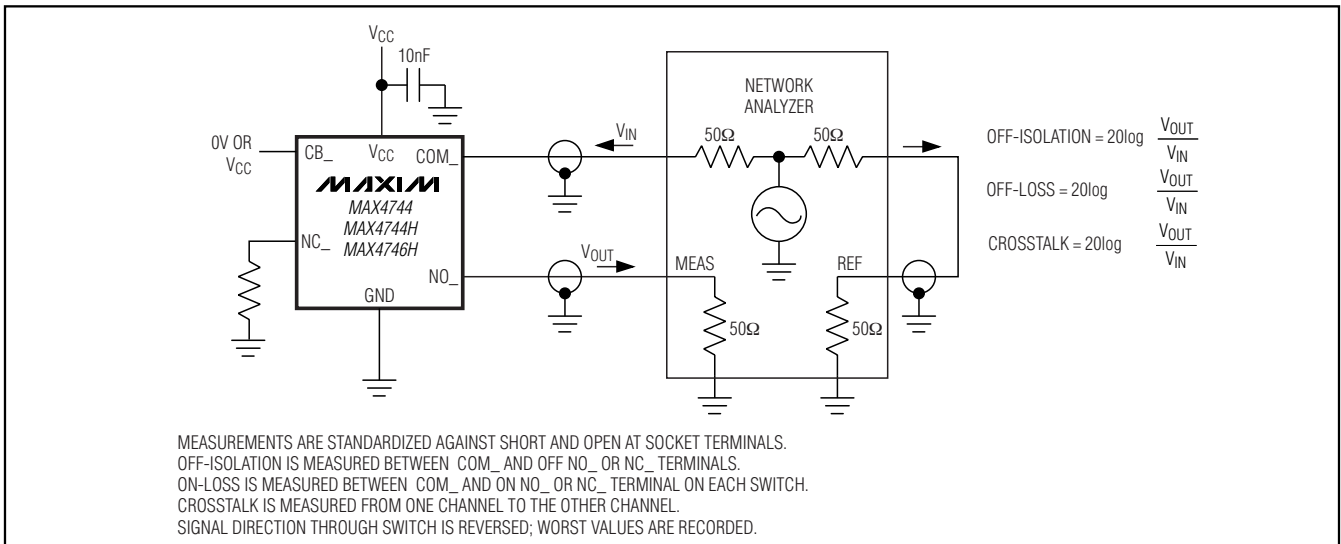 VCC
10nF
0V OR
VCC
CB_
VCC
COM_
MAXIM
MAX4744
MAX4744H
MAX4746H
NC_
NO_
GND
VIN
VOUT
NETWORK
ANALYZER
50Ω
50Ω
MEAS
REF
50Ω
50Ω
OFF-ISOLATION = 20log VOUT
VIN
OFF-LOSS = 20log VOUT
VIN
CROSSTALK = 20log VOUT
VIN
MEASUREMENTS ARE STANDARDIZED AGAINST SHORT AND OPEN AT SOCKET TERMINALS.
OFF-ISOLATION IS MEASURED BETWEEN COM_ AND OFF NO_ OR NC_ TERMINALS.
ON-LOSS IS MEASURED BETWEEN COM_ AND ON NO_ OR NC_ TERMINAL ON EACH SWITCH.
CROSSTALK IS MEASURED FROM ONE CHANNEL TO THE OTHER CHANNEL.
SIGNAL DIRECTION THROUGH SWITCH IS REVERSED; WORST VALUES ARE RECORDED.